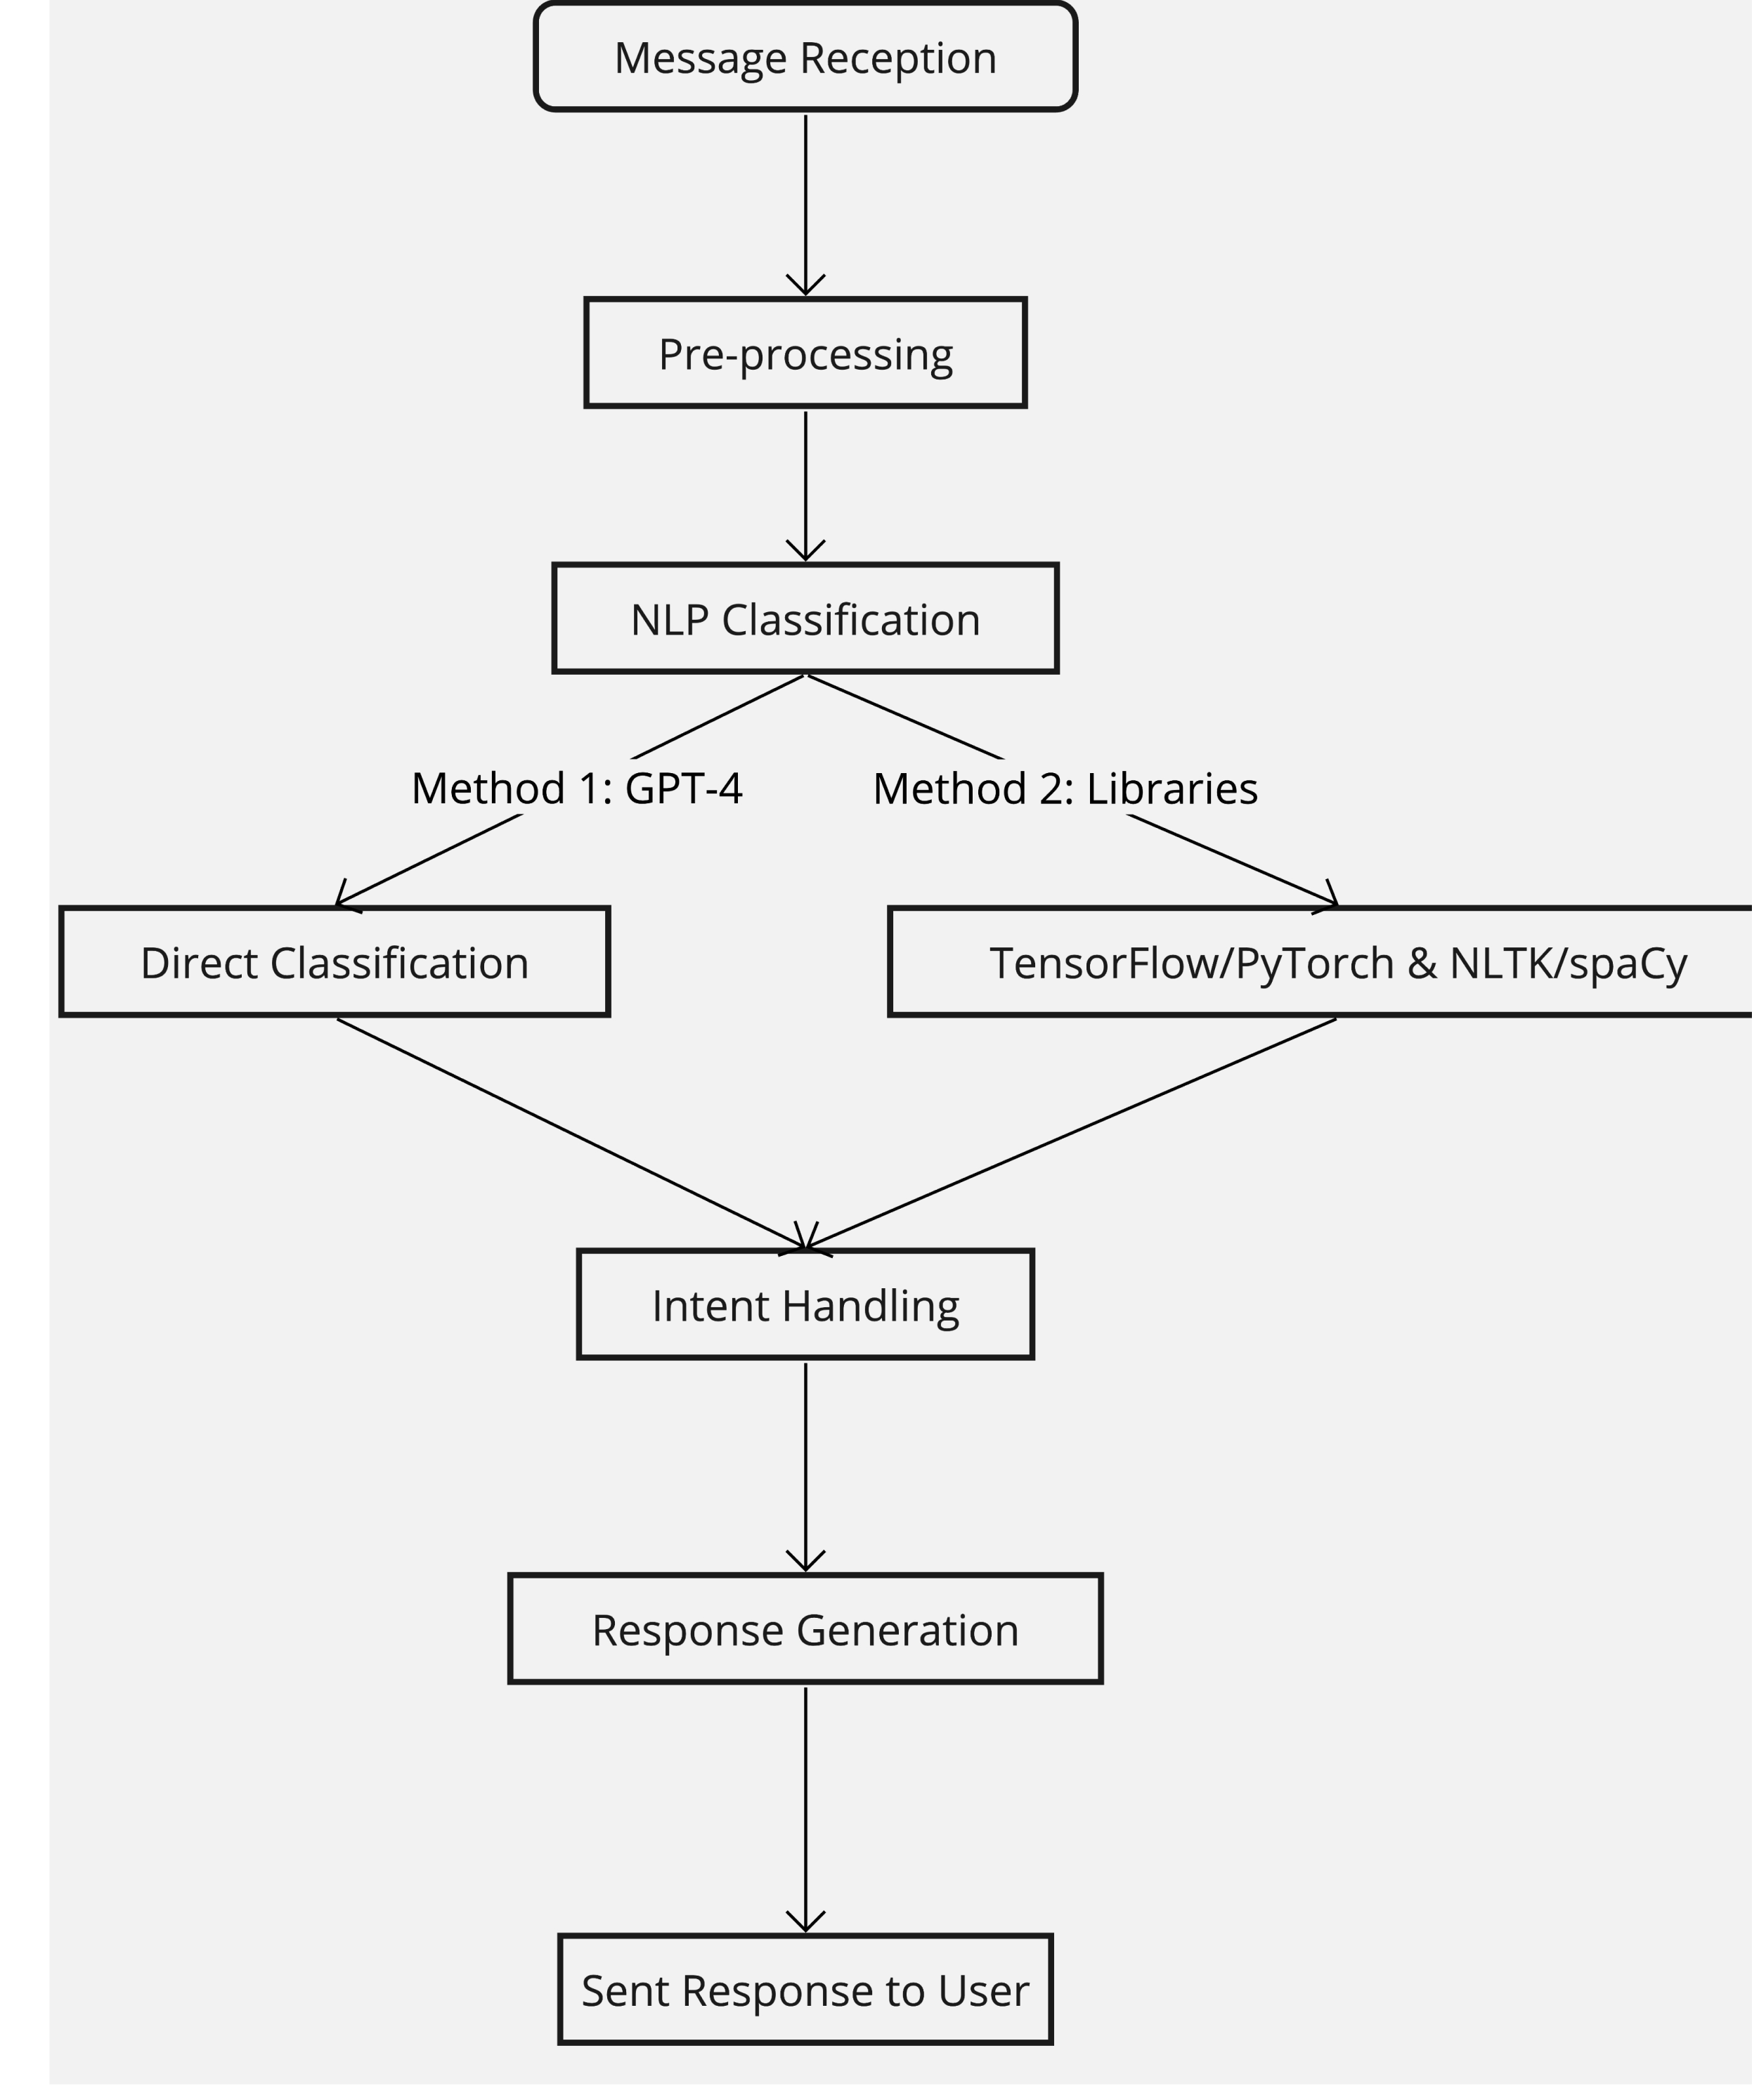 Message Reception
Pre-processing
NLP Classification
Method 1: GPT-4
Method 2: Libraries
Direct Classification
TensorFlow/PyTorch & NLTK/spaCy
Intent Handling
Response Generation
Sent Response to User